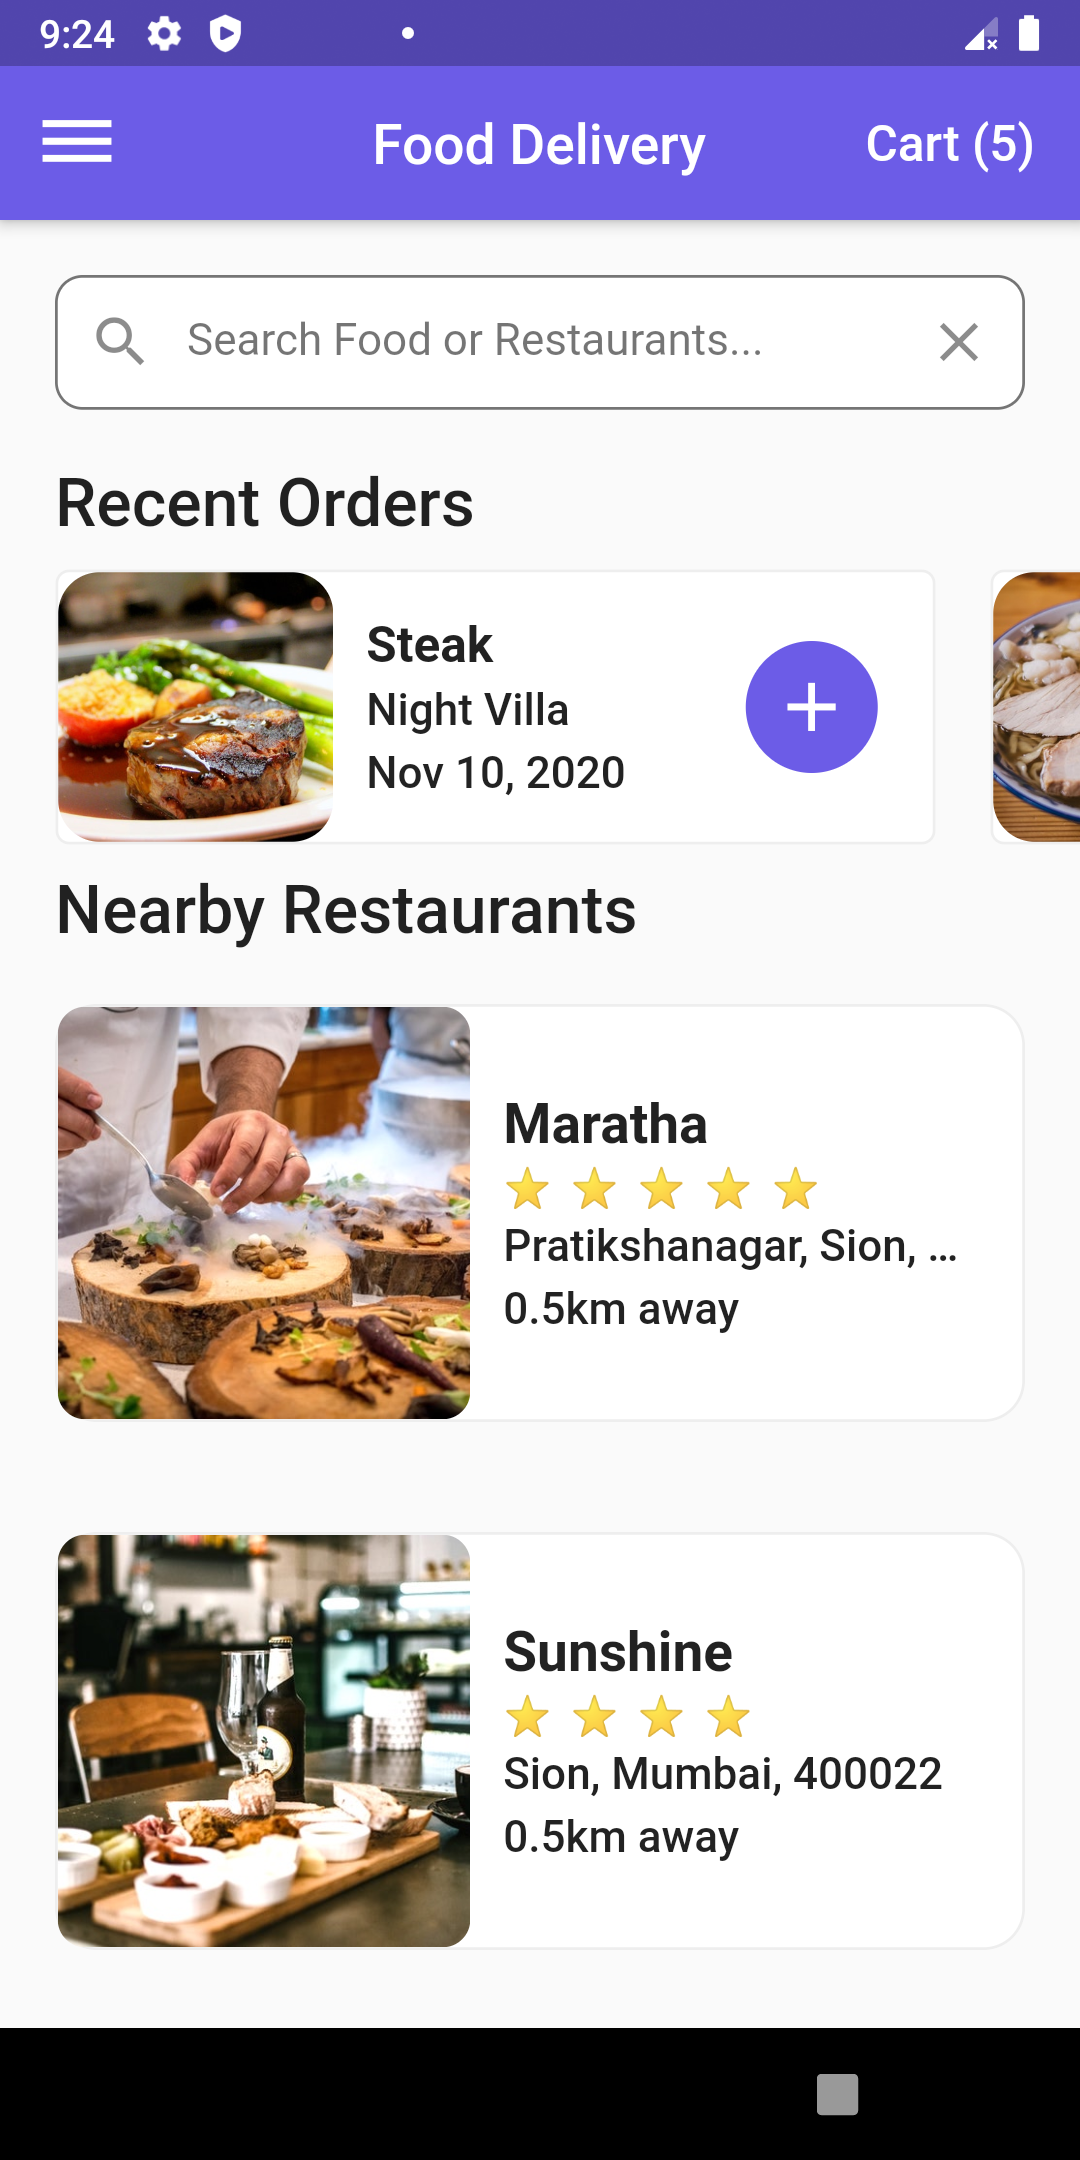 9:24
Food Delivery
Cart (5)
Search Food or Restaurants...
Recent Orders
Steak
Night Villa
Nov 10, 2020
Nearby Restaurants
Maratha
Pratikshanagar, Sion, ...
0.5km away
Sunshine
Sion, Mumbai, 400022
0.5km away